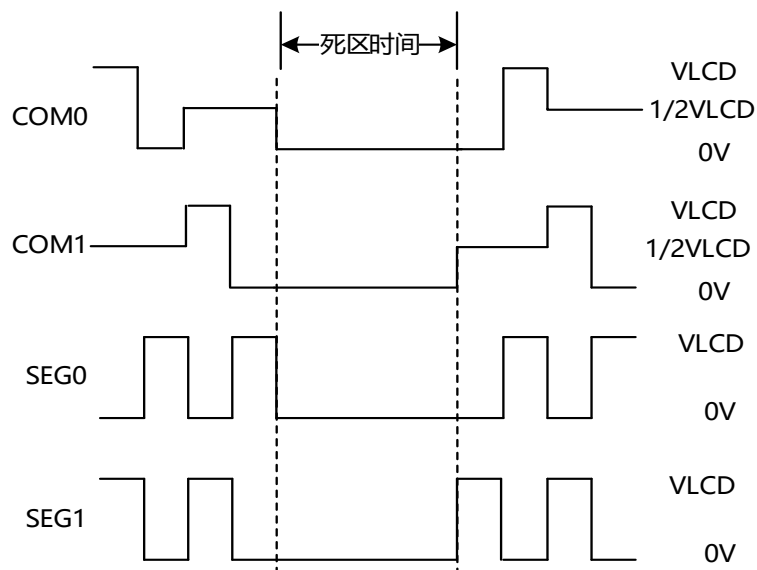 死区时间
VLCD
COM0
1/2VLCD
0V
VLCD
COM1
1/2VLCD
0V
VLCD
SEG0
0V
VLCD
SEG1
0V